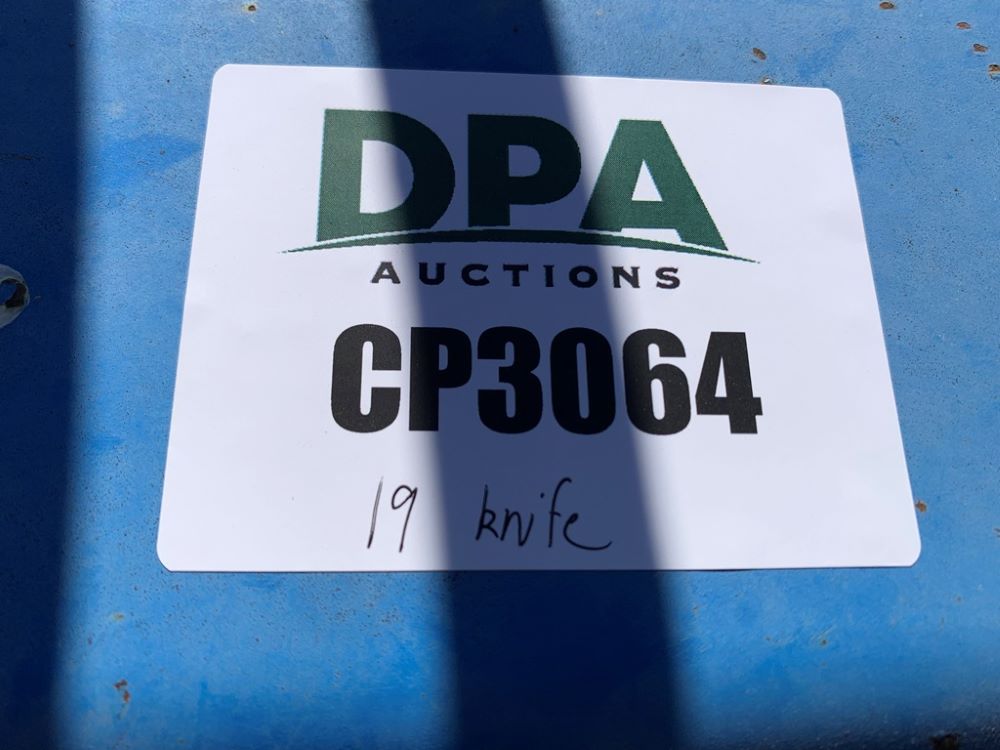 DPA
AUCTIONS
CP3064
19 knife